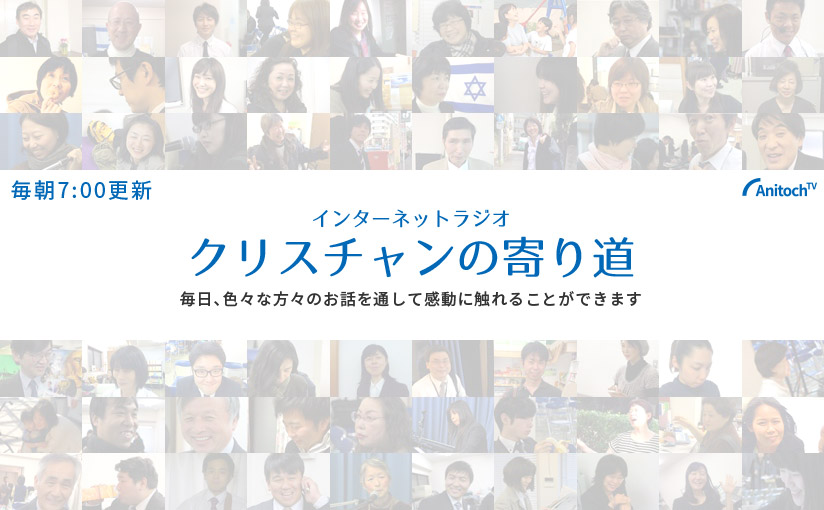 毎朝7:00更新
AnitochTV
インターネットラジオ
クリスチャンの寄り道
毎日、色々な方々のお話を通して感動に触れることができます